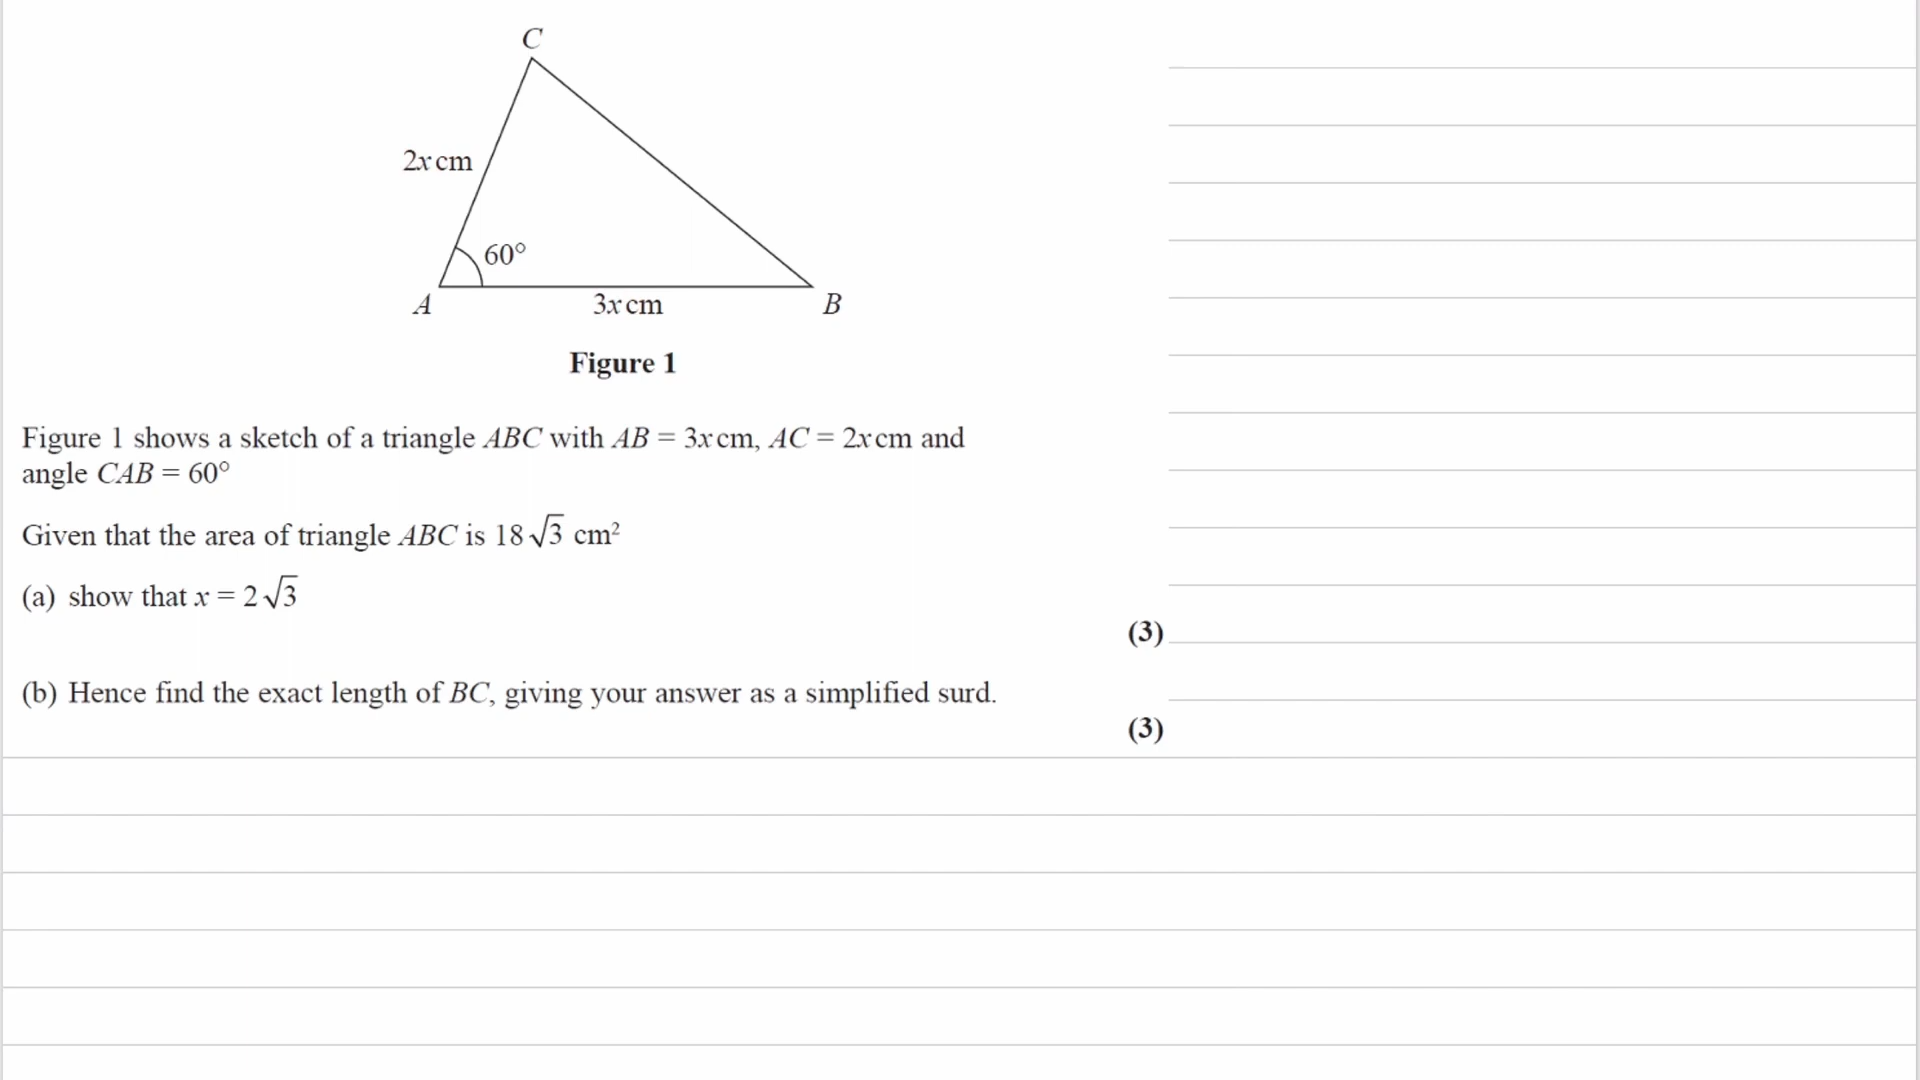 C
2x cm
60°
A
3x cm
B
Figure 1
Figure 1 shows a sketch of a triangle ABC with AB = 3x cm, AC = 2x cm and
angle CAB = 60°
Given that the area of triangle ABC is 18√3 cm²
(a) show that x = 2√3
(3)
(b) Hence find the exact length of BC, giving your answer as a simplified surd.
(3)